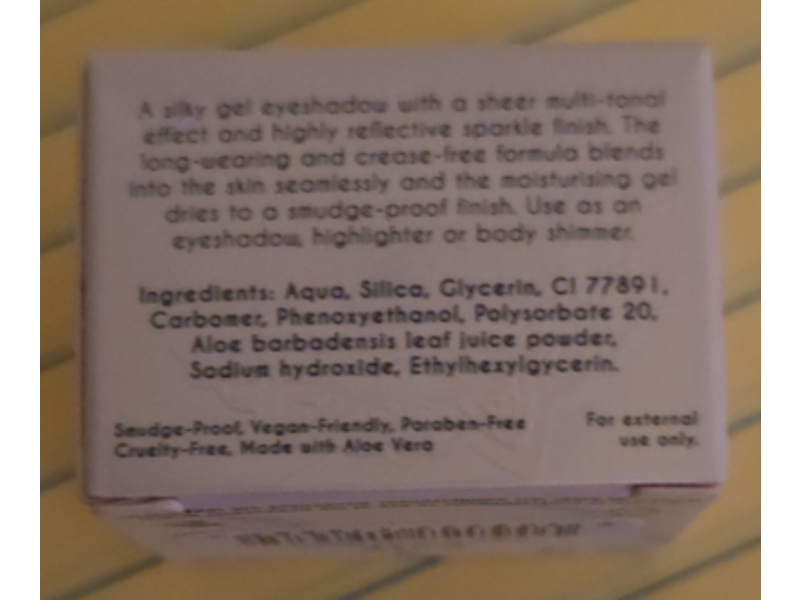 A silky gel eyeshadow with a sheer multi-tonal
effect and highly reflective sparkle finish. The
long-wearing and crease-free formula blends
into the skin seamlessly and the moisturising gel
dries to a smudge-proof finish. Use as an
eyeshadow, highlighter or body shimmer.
Ingredients: Aqua, Silica, Glycerin, CI 77891,
Carbomer, Phenoxyethanol, Polysorbate 20,
Aloe barbadensis leaf juice powder,
Sodium hydroxide, Ethylhexylgycerin.
Smudge-Proof, Vegan-Friendly, Paraben-Free
Cruelty-Free, Made with Aloe Vera
For external
use only.